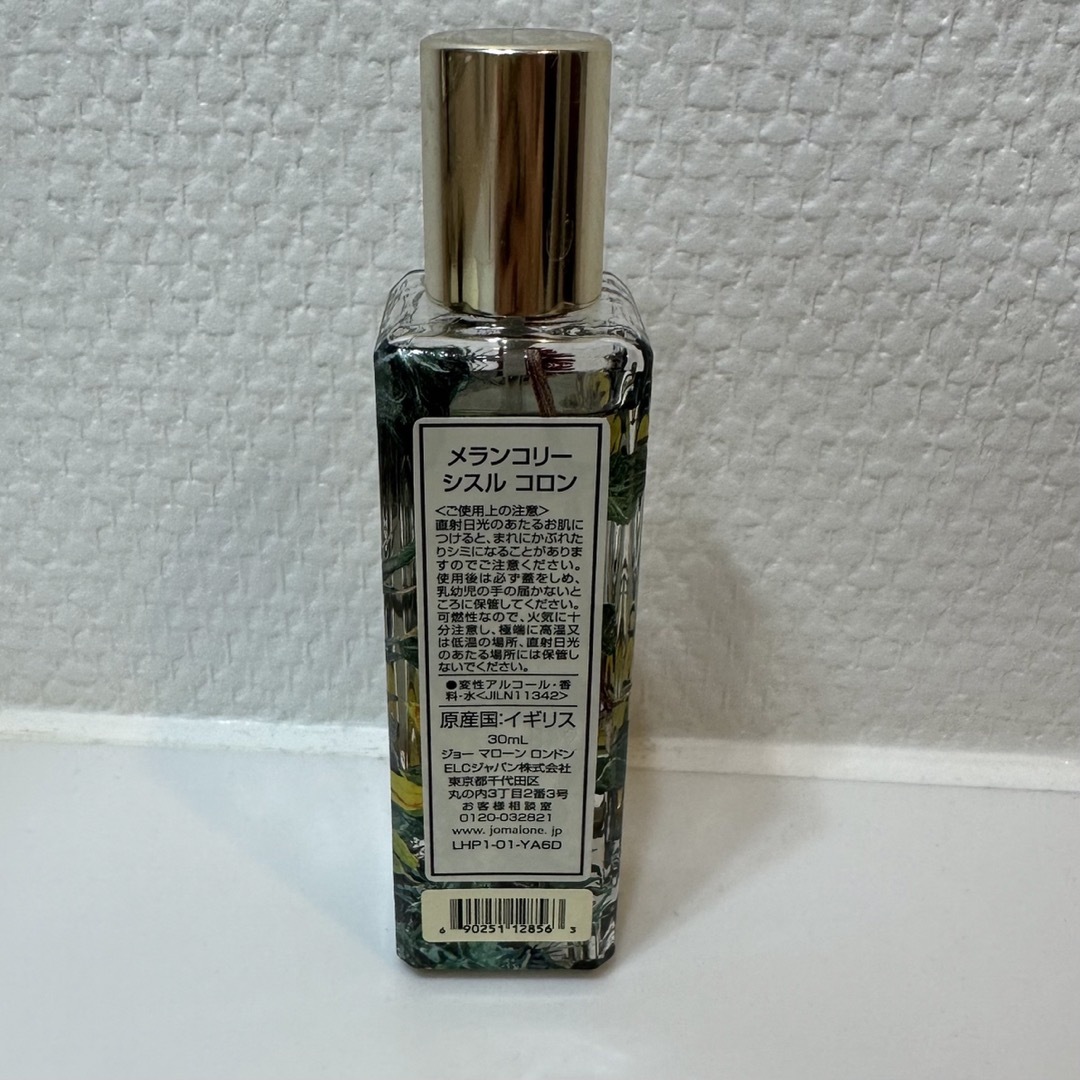 メランコリー
シスル コロン
<ご使用上の注意>
直射日光のあたるお肌に
つけると、まれにかぶれた
りシミになることがありま
すのでご注意ください。
使用後は必ず蓋をしめ、
乳幼児の手の届かないと
ころに保管してください。
可燃性なので、火気に十
分注意し、極端に高温又
は低温の場所、直射日光
のあたる場所には保管し
ないでください。
●変性アルコール・香
料・水<JILN11342>
原産国:イギリス
30mL
ジョー マローン ロンドン
ELCジャパン株式会社
東京都千代田区
丸の内3丁目2番3号
お客様相談室
0120-032821
www.jomalone.jp
LHP1-01-YA6D
6 90251 12856 3